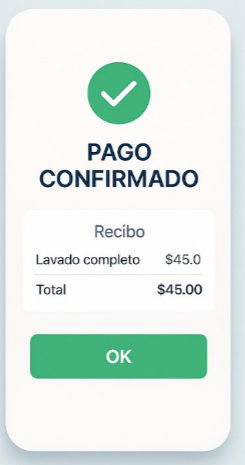 PAGO
CONFIRMADO
Recibo
Lavado completo $45.0
Total $45.00
OK